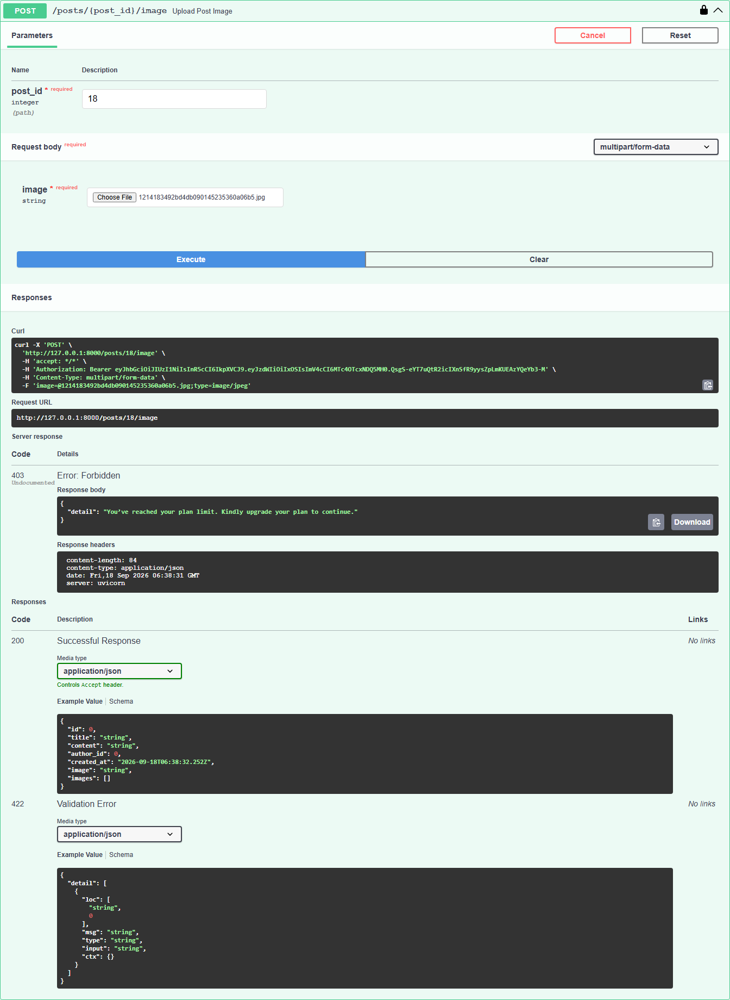 POST /posts/{post_id}/image Upload Post Image
Parameters
Cancel
Reset
Name Description
post_id * required
integer
(path)
18
Request body required
multipart/form-data
image * required
string
Choose File 1214183492bd4db090145235360a06b5.jpg
Execute
Clear
Responses
Curl
curl -X 'POST' \
'http://127.0.0.1:8000/posts/18/image' \
-H 'accept: */*' \
-H 'Authorization: Bearer eyJhbGciOiJIUzI1NiIsInR5cCI6IkpXVCJ9.eyJzdWIiOiIxOSIsImV4cCI6MTc4OTcxNDQ5MH0.QsgS-eYT7uQtR2icIXnSfR9yysZpLmKUEAzYQeYb3-M' \
-H 'Content-Type: multipart/form-data' \
-F 'image=@1214183492bd4db090145235360a06b5.jpg;type=image/jpeg'
Request URL
http://127.0.0.1:8000/posts/18/image
Server response
Code Details
403
Undocumented
Error: Forbidden
Response body
{
"detail": "You’ve reached your plan limit. Kindly upgrade your plan to continue."
}
Download
Response headers
content-length: 84
content-type: application/json
date: Fri,18 Sep 2026 06:38:31 GMT
server: uvicorn
Responses
Code Description Links
200 Successful Response No links
Media type
application/json
Controls Accept header.
Example Value Schema
{
"id": 0,
"title": "string",
"content": "string",
"author_id": 0,
"created_at": "2026-09-18T06:38:32.252Z",
"image": "string",
"images": []
}
422 Validation Error No links
Media type
application/json
Example Value Schema
{
"detail": [
{
"loc": [
"string",
0
],
"msg": "string",
"type": "string",
"input": "string",
"ctx": {}
}
]
}